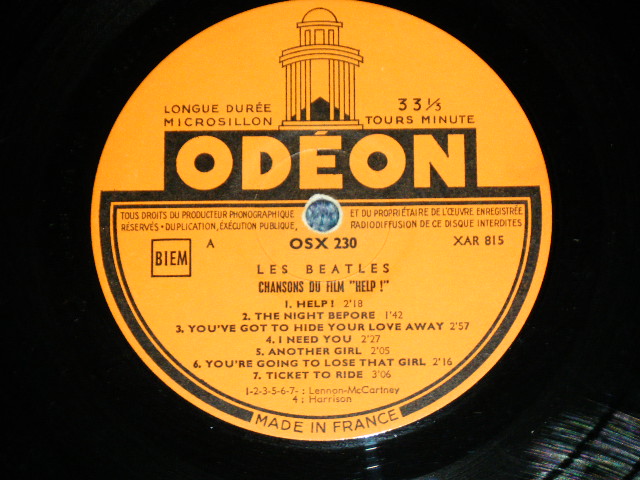 LONGUE DURÉE
MICROSILLON
33 1/3
TOURS MINUTE
ODÉON
TOUS DROITS DU PRODUCTEUR PHONOGRAPHIQUE
RÉSERVÉS • DUPLICATION, EXÉCUTION PUBLIQUE,
ET DU PROPRIÉTAIRE DE L'ŒUVRE ENREGISTRÉE
RADIODIFFUSION DE CE DISQUE INTERDITES
BIEM
A
OSX 230
XAR 815
LES BEATLES
CHANSONS DU FILM "HELP !"
1. HELP ! 2'18
2. THE NIGHT BEPORE 1'42
3. YOU'VE GOT TO HIDE YOUR LOVE AWAY 2'57
4. I NEED YOU 2'27
5. ANOTHER GIRL 2'05
6. YOU'RE GOING TO LOSE THAT GIRL 2'16
7. TICKET TO RIDE 3'06
1-2-3-5-6-7- : Lennon-McCartney
4 : Harrison
MADE IN FRANCE